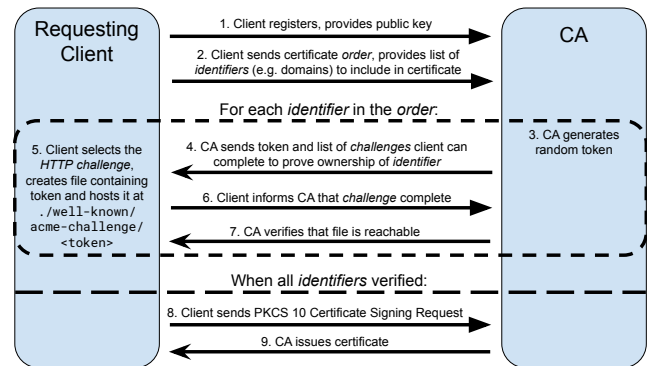 Requesting
Client
CA
1. Client registers, provides public key
2. Client sends certificate order, provides list of
identifiers (e.g. domains) to include in certificate
For each identifier in the order:
3. CA generates
random token
4. CA sends token and list of challenges client can
complete to prove ownership of identifier
5. Client selects the
HTTP challenge,
creates file containing
token and hosts it at
./well-known/
acme-challenge/
<token>
6. Client informs CA that challenge complete
7. CA verifies that file is reachable
When all identifiers verified:
8. Client sends PKCS 10 Certificate Signing Request
9. CA issues certificate